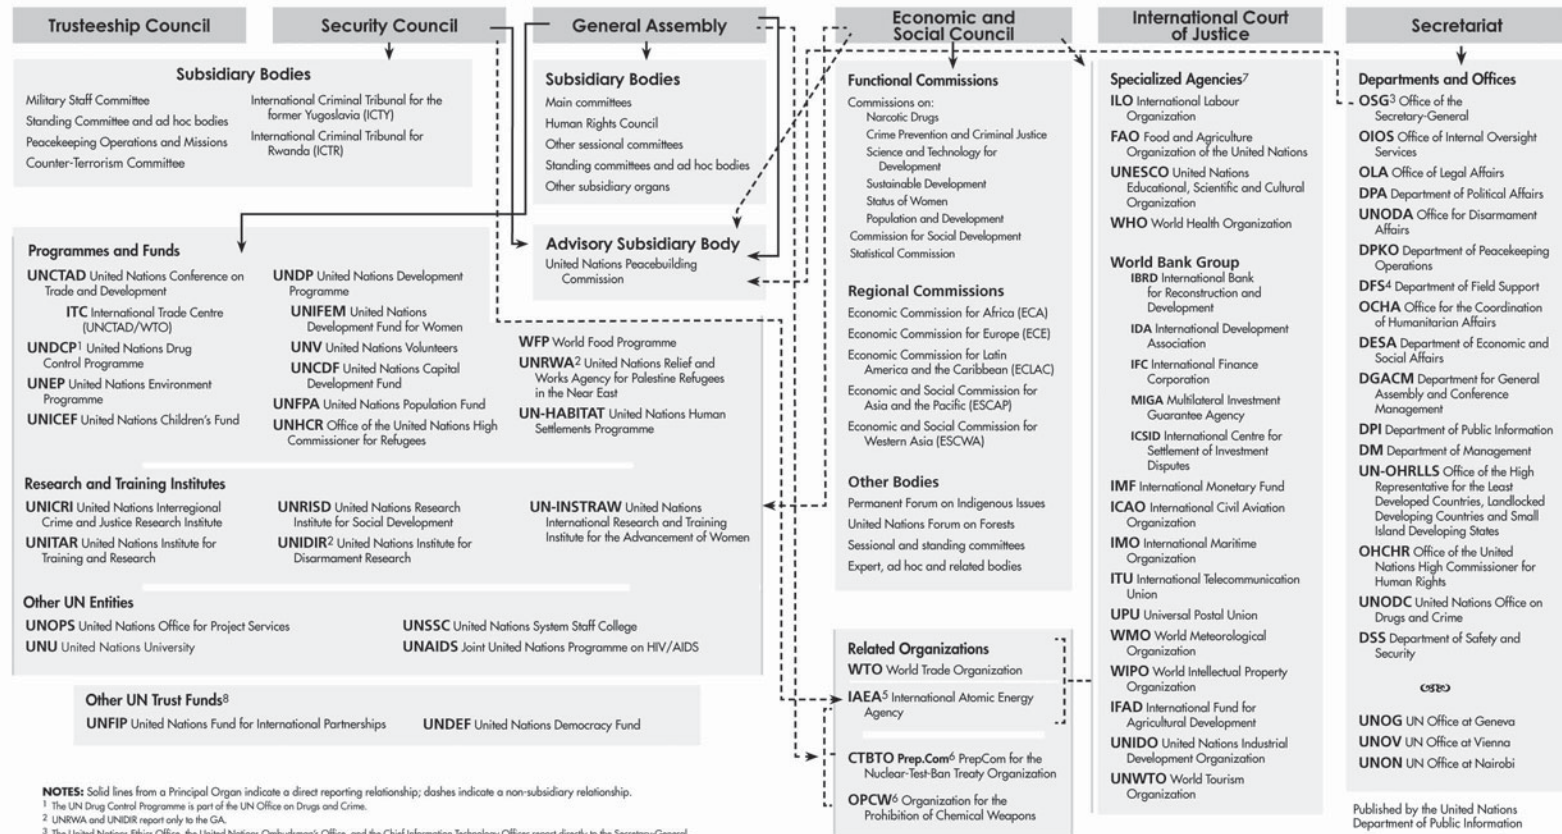 Trusteeship Council
Security Council
General Assembly
Economic and
Social Council
International Court
of Justice
Secretariat
Subsidiary Bodies
Military Staff Committee
Standing Committee and ad hoc bodies
Peacekeeping Operations and Missions
Counter-Terrorism Committee
International Criminal Tribunal for the
former Yugoslavia (ICTY)
International Criminal Tribunal for
Rwanda (ICTR)
Subsidiary Bodies
Main committees
Human Rights Council
Other sessional committees
Standing committees and ad hoc bodies
Other subsidiary organs
Advisory Subsidiary Body
United Nations Peacebuilding
Commission
Programmes and Funds
UNCTAD United Nations Conference on
Trade and Development
ITC International Trade Centre
(UNCTAD/WTO)
UNDCP1 United Nations Drug
Control Programme
UNEP United Nations Environment
Programme
UNICEF United Nations Children's Fund
UNDP United Nations Development
Programme
UNIFEM United Nations
Development Fund for Women
UNV United Nations Volunteers
UNCDF United Nations Capital
Development Fund
UNFPA United Nations Population Fund
UNHCR Office of the United Nations High
Commissioner for Refugees
WFP World Food Programme
UNRWA2 United Nations Relief and
Works Agency for Palestine Refugees
in the Near East
UN-HABITAT United Nations Human
Settlements Programme
Research and Training Institutes
UNICRI United Nations Interregional
Crime and Justice Research Institute
UNITAR United Nations Institute for
Training and Research
UNRISD United Nations Research
Institute for Social Development
UNIDIR2 United Nations Institute for
Disarmament Research
UN-INSTRAW United Nations
International Research and Training
Institute for the Advancement of Women
Other UN Entities
UNOPS United Nations Office for Project Services
UNU United Nations University
UNSSC United Nations System Staff College
UNAIDS Joint United Nations Programme on HIV/AIDS
Other UN Trust Funds8
UNFIP United Nations Fund for International Partnerships
UNDEF United Nations Democracy Fund
Functional Commissions
Commissions on:
Narcotic Drugs
Crime Prevention and Criminal Justice
Science and Technology for
Development
Sustainable Development
Status of Women
Population and Development
Commission for Social Development
Statistical Commission
Regional Commissions
Economic Commission for Africa (ECA)
Economic Commission for Europe (ECE)
Economic Commission for Latin
America and the Caribbean (ECLAC)
Economic and Social Commission for
Asia and the Pacific (ESCAP)
Economic and Social Commission for
Western Asia (ESCWA)
Other Bodies
Permanent Forum on Indigenous Issues
United Nations Forum on Forests
Sessional and standing committees
Expert, ad hoc and related bodies
Related Organizations
WTO World Trade Organization
IAEA5 International Atomic Energy
Agency
CTBTO Prep.Com6 PrepCom for the
Nuclear-Test-Ban Treaty Organization
OPCW6 Organization for the
Prohibition of Chemical Weapons
Specialized Agencies7
ILO International Labour
Organization
FAO Food and Agriculture
Organization of the United Nations
UNESCO United Nations
Educational, Scientific and Cultural
Organization
WHO World Health Organization
World Bank Group
IBRD International Bank
for Reconstruction and
Development
IDA International Development
Association
IFC International Finance
Corporation
MIGA Multilateral Investment
Guarantee Agency
ICSID International Centre for
Settlement of Investment
Disputes
IMF International Monetary Fund
ICAO International Civil Aviation
Organization
IMO International Maritime
Organization
ITU International Telecommunication
Union
UPU Universal Postal Union
WMO World Meteorological
Organization
WIPO World Intellectual Property
Organization
IFAD International Fund for
Agricultural Development
UNIDO United Nations Industrial
Development Organization
UNWTO World Tourism
Organization
Departments and Offices
OSG3 Office of the
Secretary-General
OIOS Office of Internal Oversight
Services
OLA Office of Legal Affairs
DPA Department of Political Affairs
UNODA Office for Disarmament
Affairs
DPKO Department of Peacekeeping
Operations
DFS4 Department of Field Support
OCHA Office for the Coordination
of Humanitarian Affairs
DESA Department of Economic and
Social Affairs
DGACM Department for General
Assembly and Conference
Management
DPI Department of Public Information
DM Department of Management
UN-OHRLLS Office of the High
Representative for the Least
Developed Countries, Landlocked
Developing Countries and Small
Island Developing States
OHCHR Office of the United
Nations High Commissioner for
Human Rights
UNODC United Nations Office on
Drugs and Crime
DSS Department of Safety and
Security
UNOG UN Office at Geneva
UNOV UN Office at Vienna
UNON UN Office at Nairobi
NOTES: Solid lines from a Principal Organ indicate a direct reporting relationship; dashes indicate a non-subsidiary relationship.
1 The UN Drug Control Programme is part of the UN Office on Drugs and Crime.
2 UNRWA and UNIDIR report only to the GA.
3 The United Nations Ethics Office, the United Nations Ombudsman's Office, and the Chief Information Technology Officer report directly to the Secretary-General.
Published by the United Nations
Department of Public Information